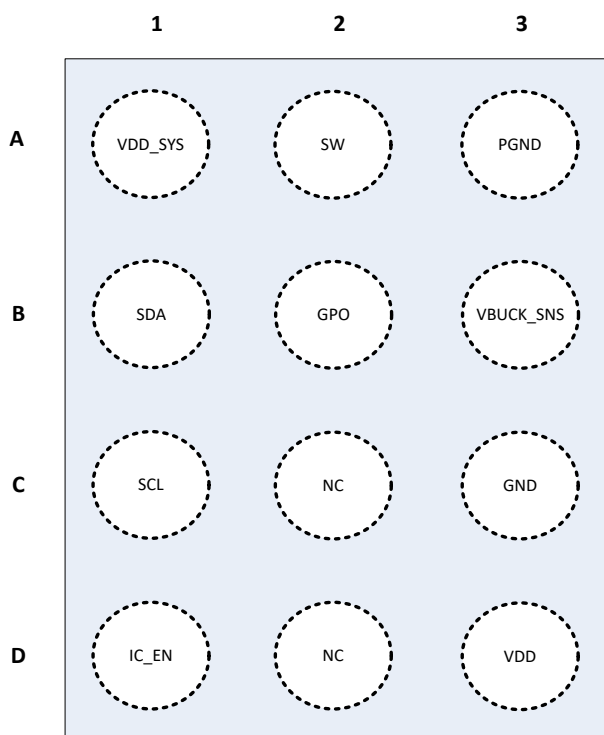 1 2 3
A VDD_SYS SW PGND
B SDA GPO VBUCK_SNS
C SCL NC GND
D IC_EN NC VDD